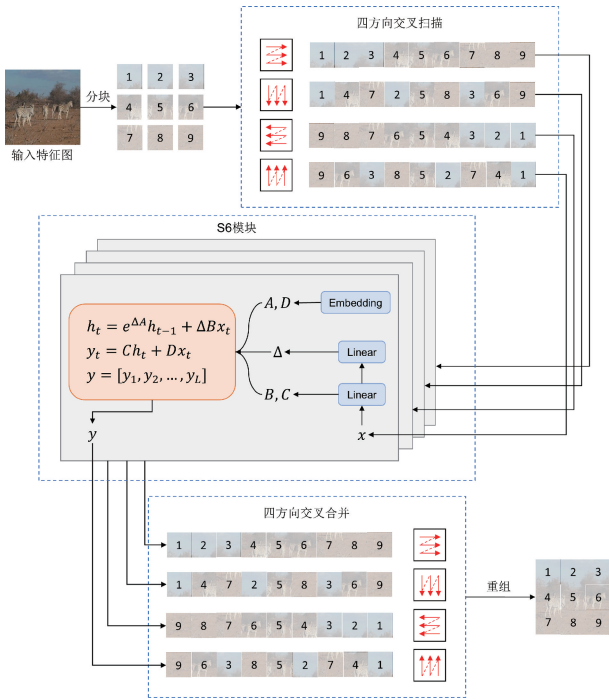 四方向交叉扫描
1 2 3 4 5 6 7 8 9
1 4 7 2 5 8 3 6 9
9 8 7 6 5 4 3 2 1
9 6 3 8 5 2 7 4 1
输入特征图
分块
1 2 3
4 5 6
7 8 9
S6模块
h_t = e^{ΔA}h_{t−1} + ΔBx_t
y_t = Ch_t + Dx_t
y = [y_1, y_2, …, y_L]
A, D
Embedding
Δ
Linear
B, C
Linear
y
x
四方向交叉合并
1 2 3 4 5 6 7 8 9
1 4 7 2 5 8 3 6 9
9 8 7 6 5 4 3 2 1
9 6 3 8 5 2 7 4 1
重组
1 2 3
4 5 6
7 8 9